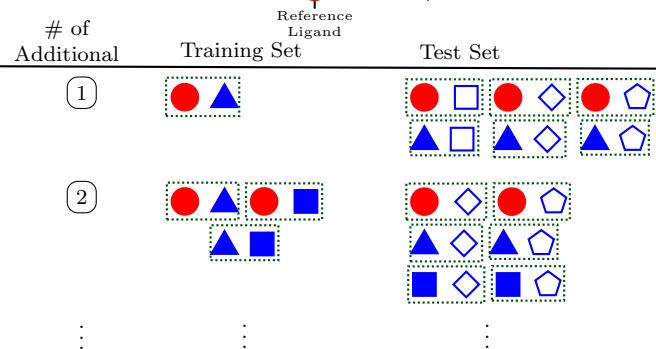 Reference
Ligand
# of
Additional
Training Set
Test Set
1
2
⋮ ⋮ ⋮